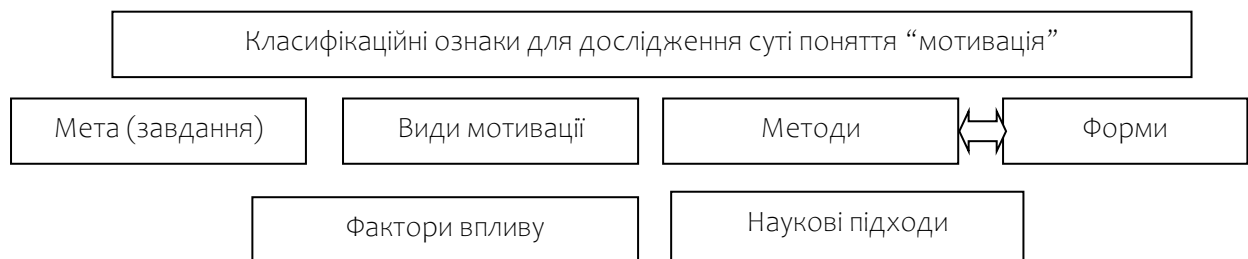 Класифікаційні ознаки для дослідження суті поняття “мотивація”
Мета (завдання)
Види мотивації
Методи
Форми
Фактори впливу
Наукові підходи